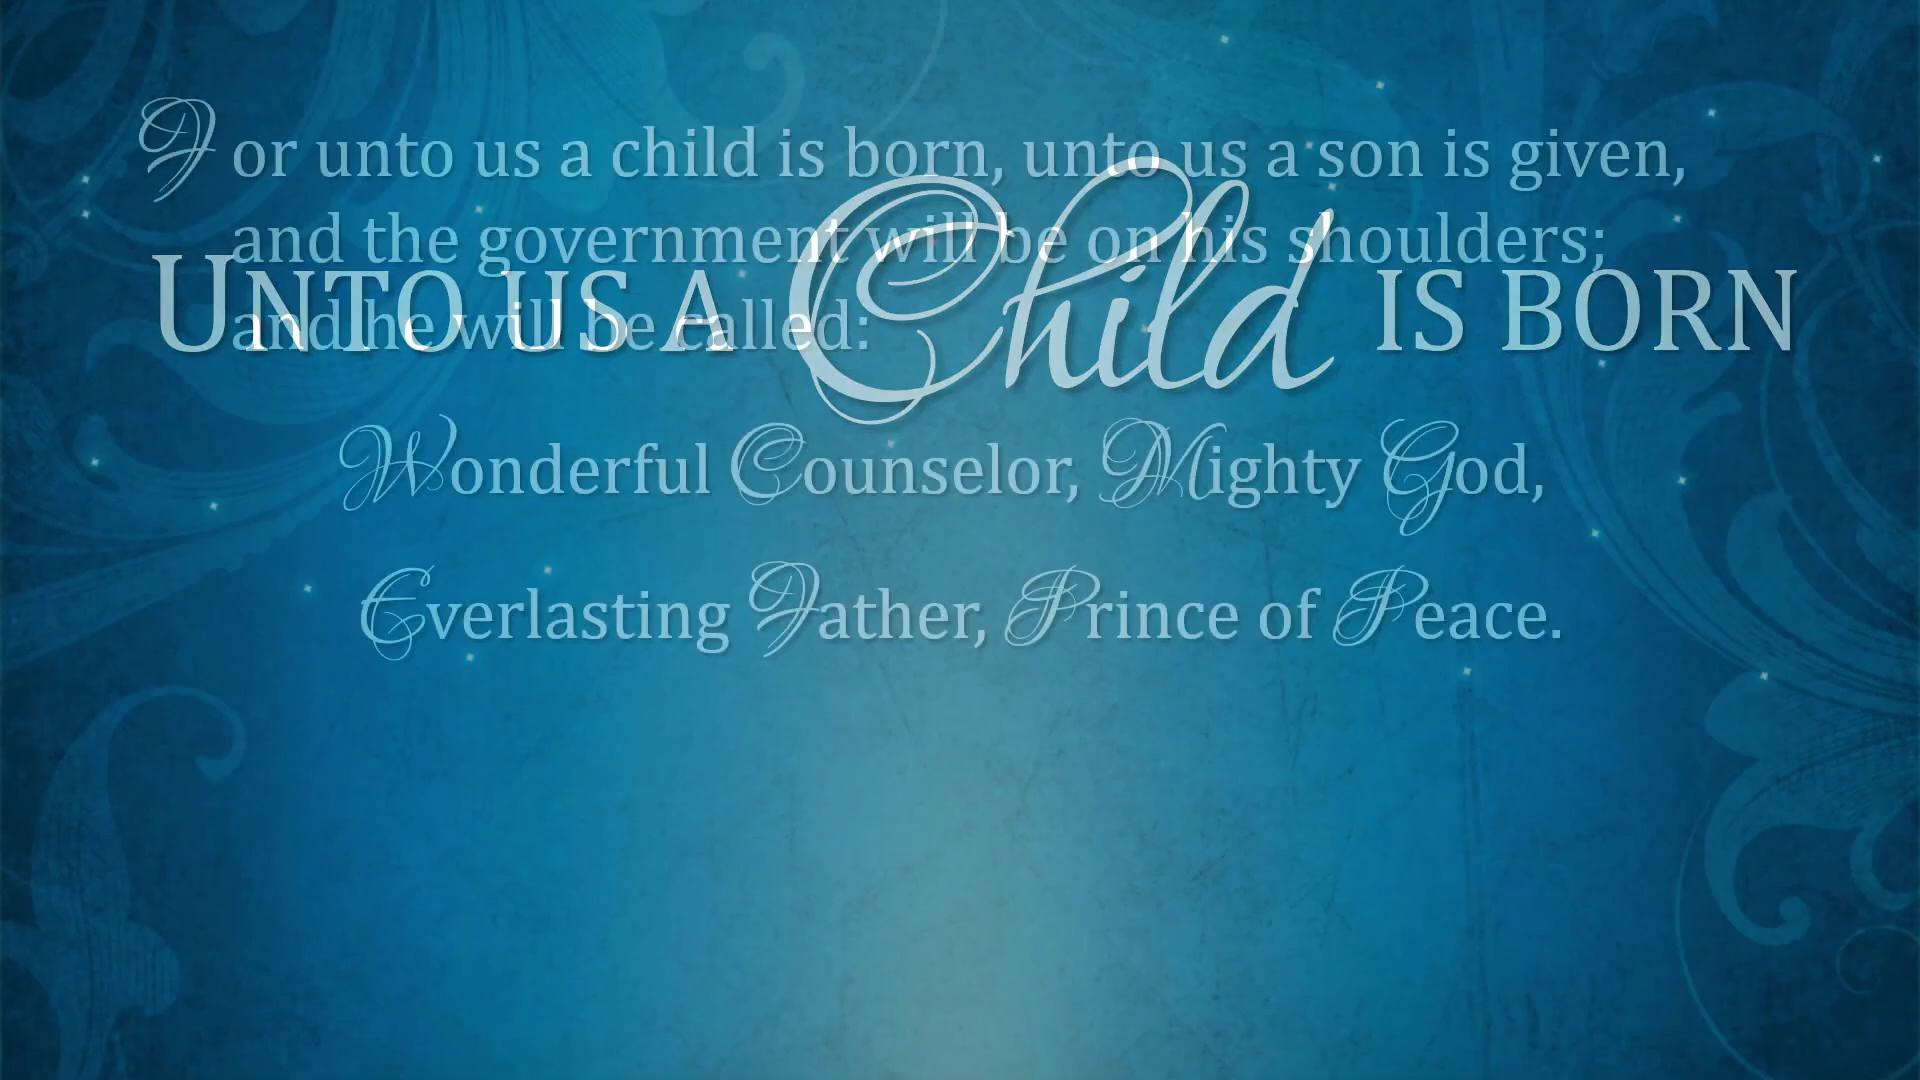 For unto us a child is born, unto us a son is given,
and the government will be on his shoulders;
UNTO US A Child IS BORN
and he will be called:
Wonderful Counselor, Mighty God,
Everlasting Father, Prince of Peace.